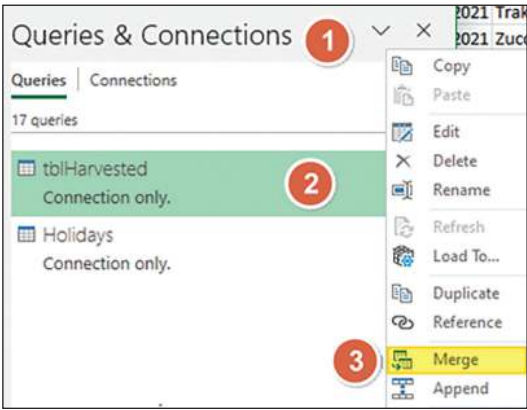 Queries & Connections
1
2021 Trak
2021 Zucc
Queries | Connections
17 queries
tblHarvested
Connection only.
2
Holidays
Connection only.
Copy
Paste
Edit
Delete
Rename
Refresh
Load To...
Duplicate
Reference
3
Merge
Append